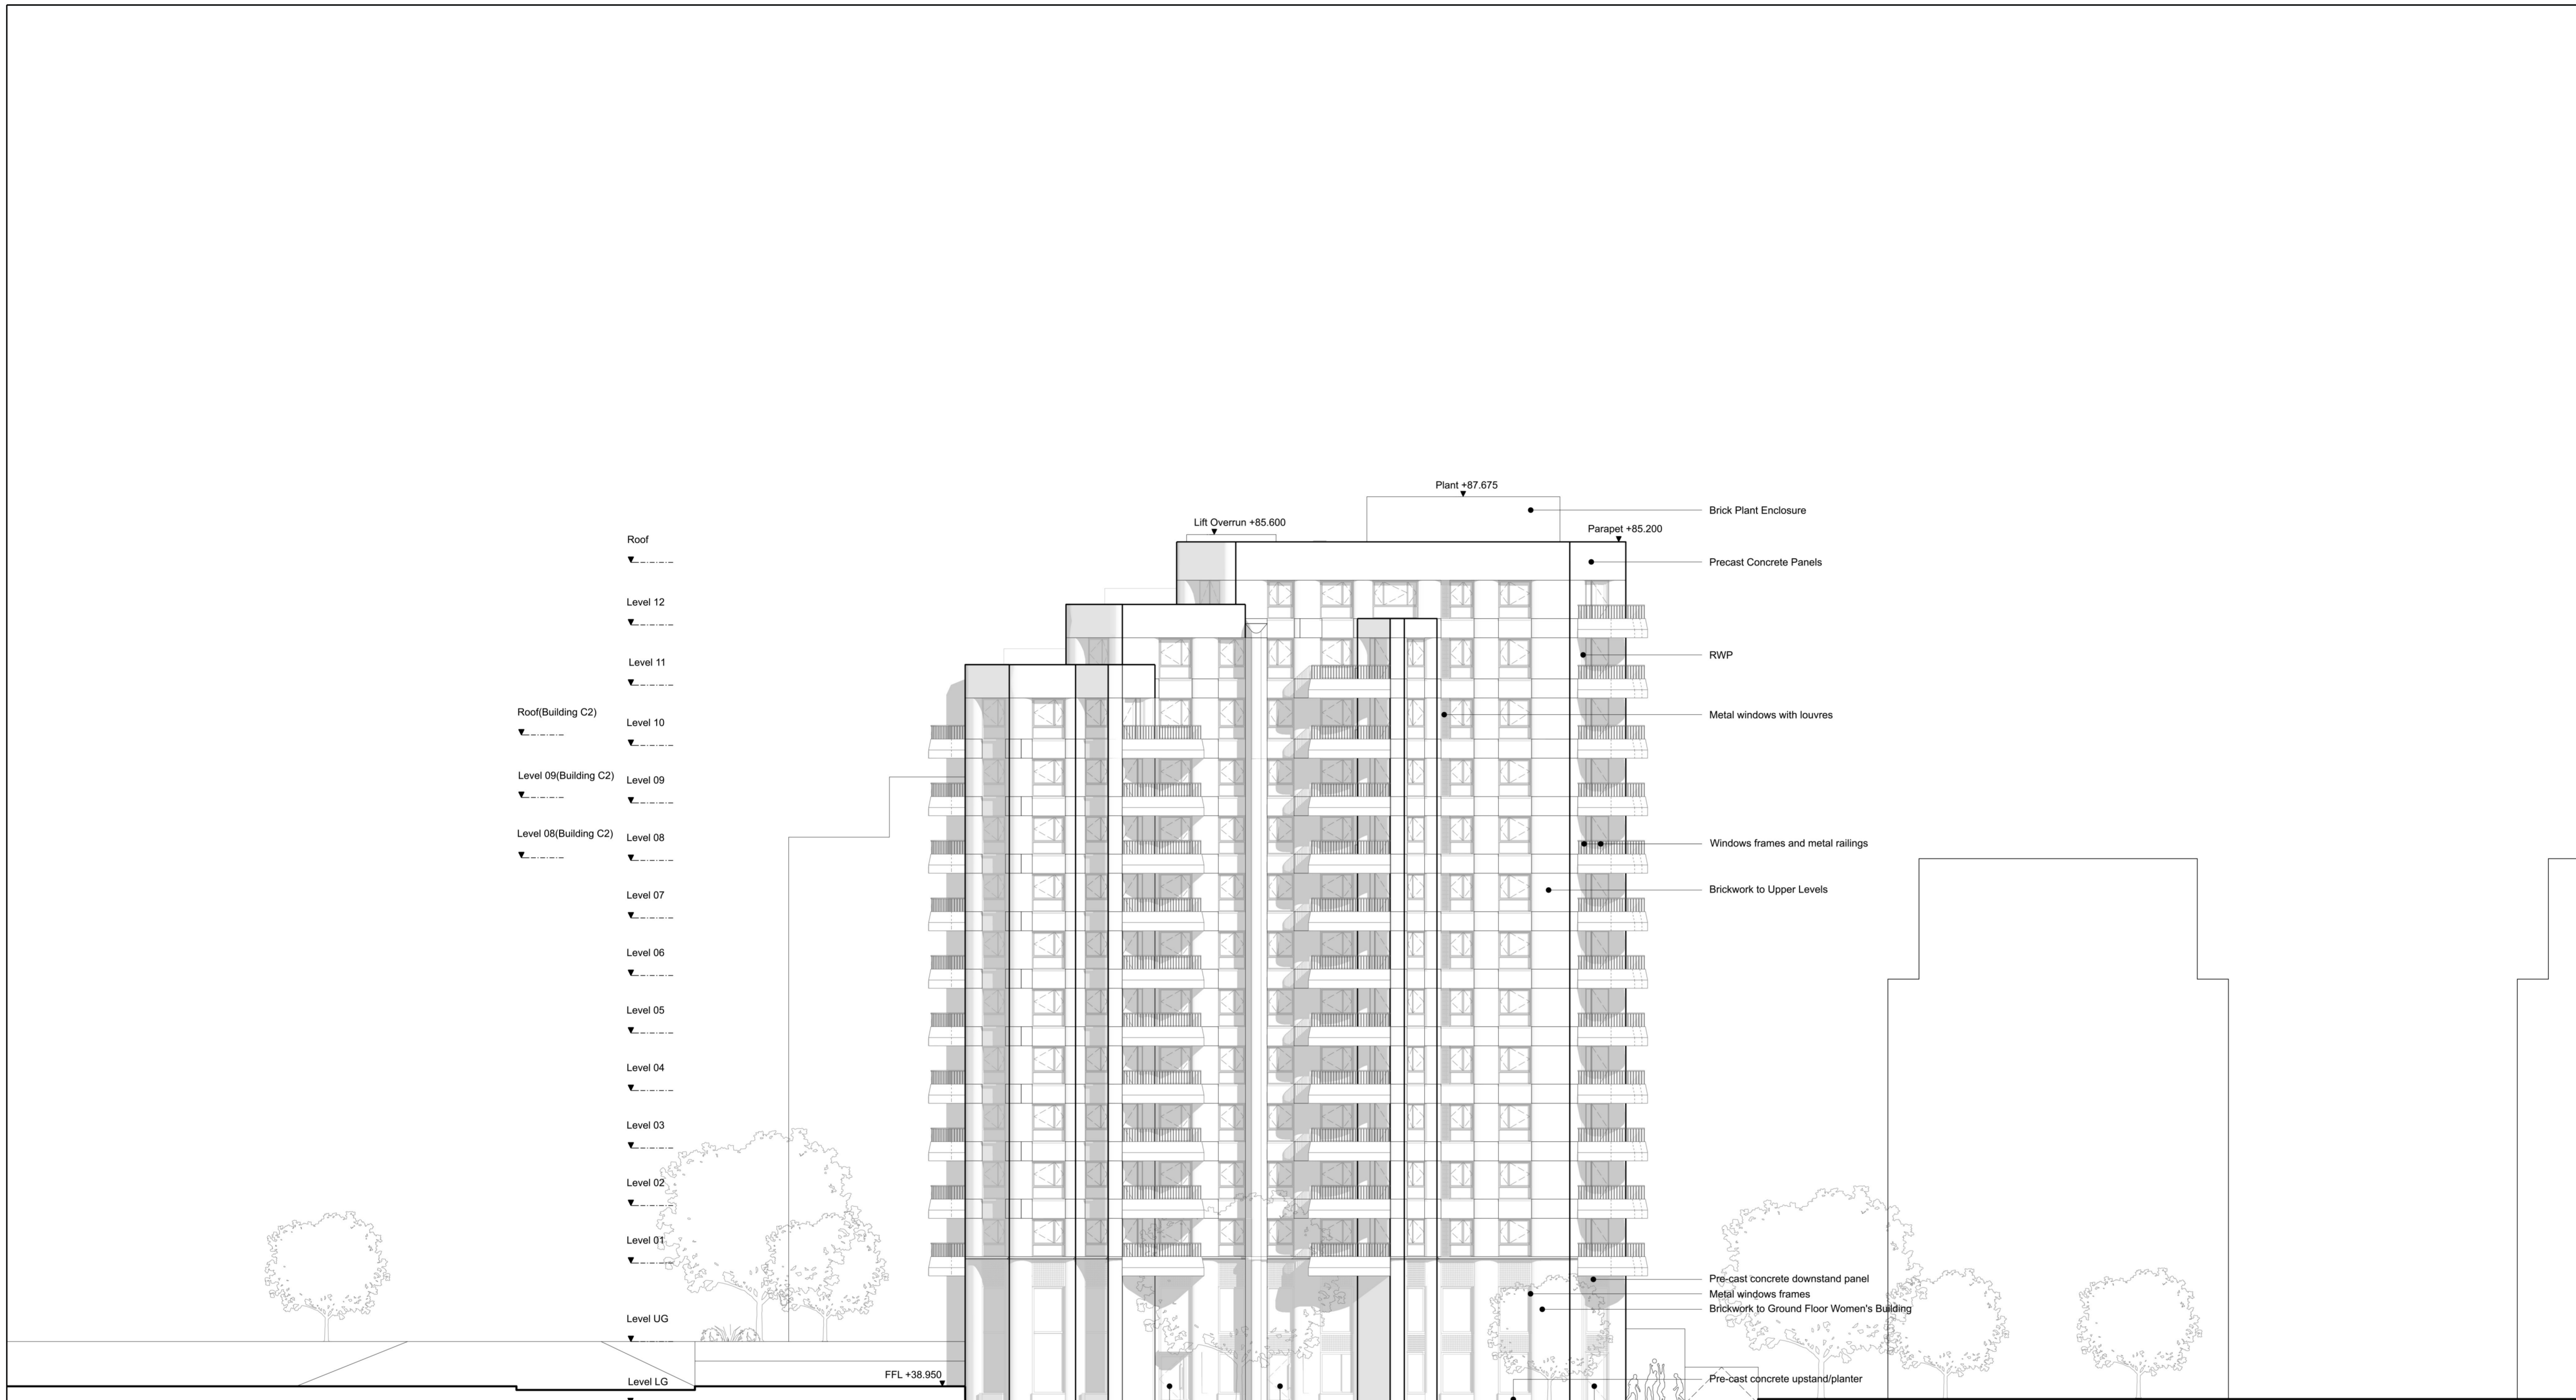 Plant +87.675
Brick Plant Enclosure
Lift Overrun +85.600
Parapet +85.200
Roof
Precast Concrete Panels
Level 12
RWP
Level 11
Roof(Building C2)
Level 10
Metal windows with louvres
Level 09(Building C2)
Level 09
Level 08(Building C2)
Level 08
Windows frames and metal railings
Level 07
Brickwork to Upper Levels
Level 06
Level 05
Level 04
Level 03
Level 02
Level 01
Pre-cast concrete downstand panel
Metal windows frames
Brickwork to Ground Floor Women's Building
Level UG
FFL +38.950
Pre-cast concrete upstand/planter
Level LG